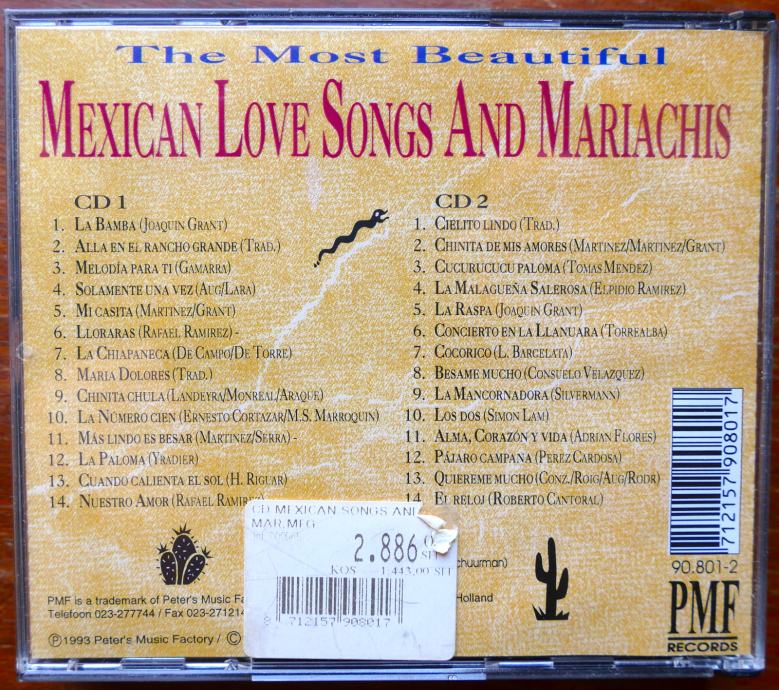 The Most Beautiful
MEXICAN LOVE SONGS AND MARIACHIS
CD 1
1. LA BAMBA (JOAQUIN GRANT)
2. ALLA EN EL RANCHO GRANDE (TRAD.)
3. MELODÍA PARA TI (GAMARRA)
4. SOLAMENTE UNA VEZ (AUG/LARA)
5. MI CASITA (MARTINEZ/GRANT)
6. LLORARAS (RAFAEL RAMIREZ) -
7. LA CHIAPANECA (DE CAMPO/DE TORRE)
8. MARIA DOLORES (TRAD.)
9. CHINITA CHULA (LANDEYRA/MONREAL/ARAQUE)
10. LA NÚMERO CIEN (ERNESTO CORTAZAR/M.S. MARROQUIN)
11. MÁS LINDO ES BESAR (MARTINEZ/SERRA) -
12. LA PALOMA (YRADIER)
13. CUANDO CALIENTA EL SOL (H. RIGUAR)
14. NUESTRO AMOR (RAFAEL RAMIREZ
CD 2
1. CIELITO LINDO (TRAD.)
2. CHINITA DE MIS AMORES (MARTINEZ/MARTINEZ/GRANT)
3. CUCURUCUCU PALOMA (TOMAS MENDEZ)
4. LA MALAGUEÑA SALEROSA (ELPIDIO RAMIREZ)
5. LA RASPA (JOAQUIN GRANT)
6. CONCIERTO EN LA LLANUARA (TORREALBA)
7. COCORICO (L. BARCELATA)
8. BESAME MUCHO (CONSUELO VELAZQUEZ)
9. LA MANCORNADORA (SILVERMANN)
10. LOS DOS (SIMON LAM)
11. ALMA, CORAZÓN Y VIDA (ADRIAN FLORES)
12. PÁJARO CAMPANA (PEREZ CARDOSA)
13. QUIEREME MUCHO (CONZ./ROIG/AUG/RODR)
14 EL RELOJ (ROBERTO CANTORAL)
7 12157 908017
90.801-2
PMF
RECORDS
CD MEXICAN SONGS AN
MAR,MFG
2.886
KOS 1.443,00 SIT
8 712157 908017
chuurman)
Holland
PMF is a trademark of Peter's Music Fa
Telefoon 023-277744 / Fax 023-271214
Ⓟ 1993 Peter's Music Factory / ©